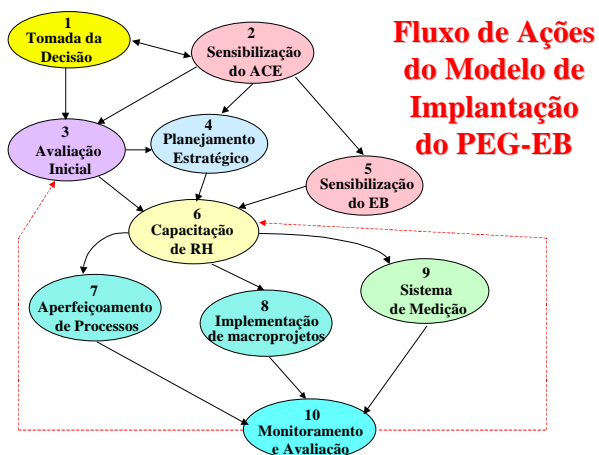 Fluxo de Ações
do Modelo de
Implantação
do PEG-EB
1
Tomada da
Decisão
2
Sensibilização
do ACE
3
Avaliação
Inicial
4
Planejamento
Estratégico
5
Sensibilização
do EB
6
Capacitação
de RH
7
Aperfeiçoamento
de Processos
8
Implementação
de macroprojetos
9
Sistema
de Medição
10
Monitoramento
e Avaliação